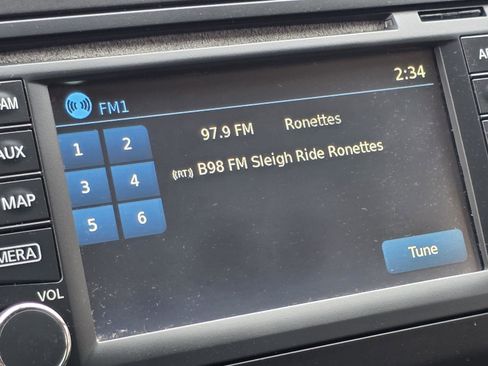 2:34
FM1
97.9 FM Ronettes
((RT)) B98 FM Sleigh Ride Ronettes
1 2
3 4
5 6
Tune
AM
AUX
MAP
MERA
VOL